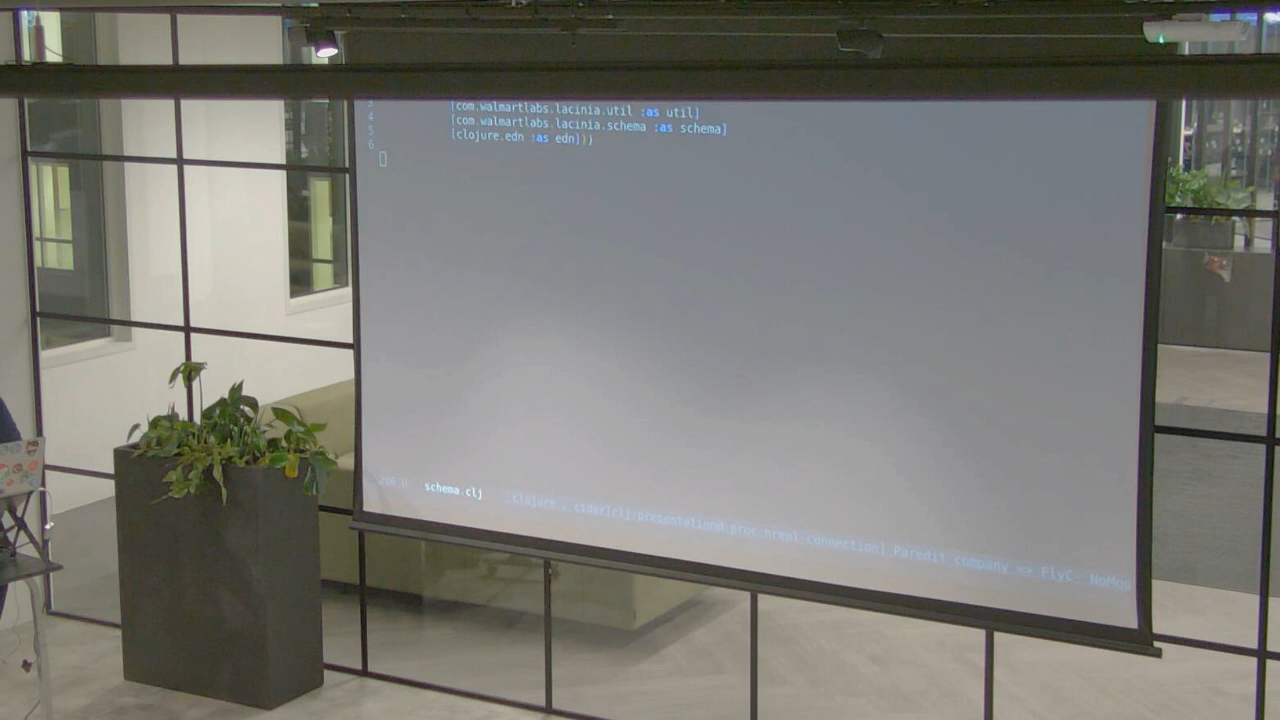 3
[com.walmartlabs.lacinia.util :as util]
4
[com.walmartlabs.lacinia.schema :as schema]
5
[clojure.edn :as edn]))
6
schema.clj Clojure . cider[clj:presentation@ proc:nrepl connection] Paredit company => FlyC- NoMou